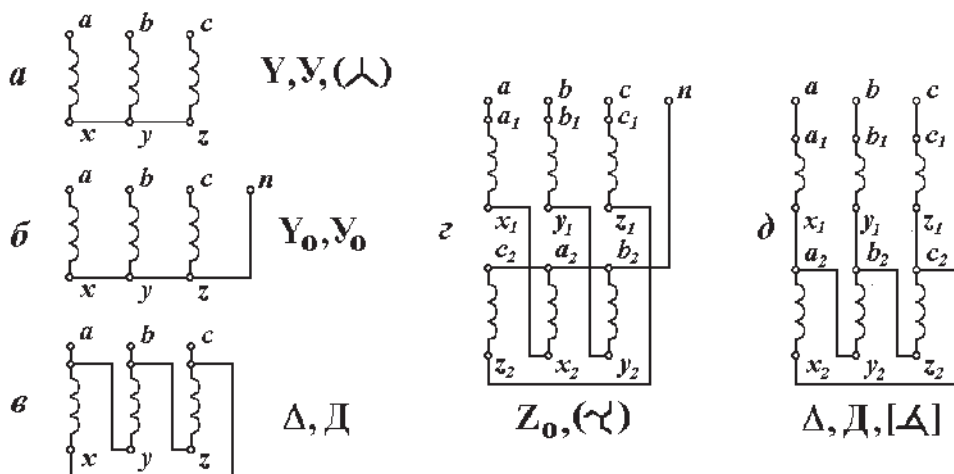 a b c
а
Y, У, (⅄)
x y z
a b c n
б
Y₀, У₀
x y z
a b c
в
Δ, Д
x y z
a b c n
a₁ b₁ c₁
г
x₁ y₁ z₁
c₂ a₂ b₂
z₂ x₂ y₂
Z₀, ( )
a b c
a₁ b₁ c₁
д
x₁ y₁ z₁
a₂ b₂ c₂
x₂ y₂ z₂
Δ, Д, [ ]